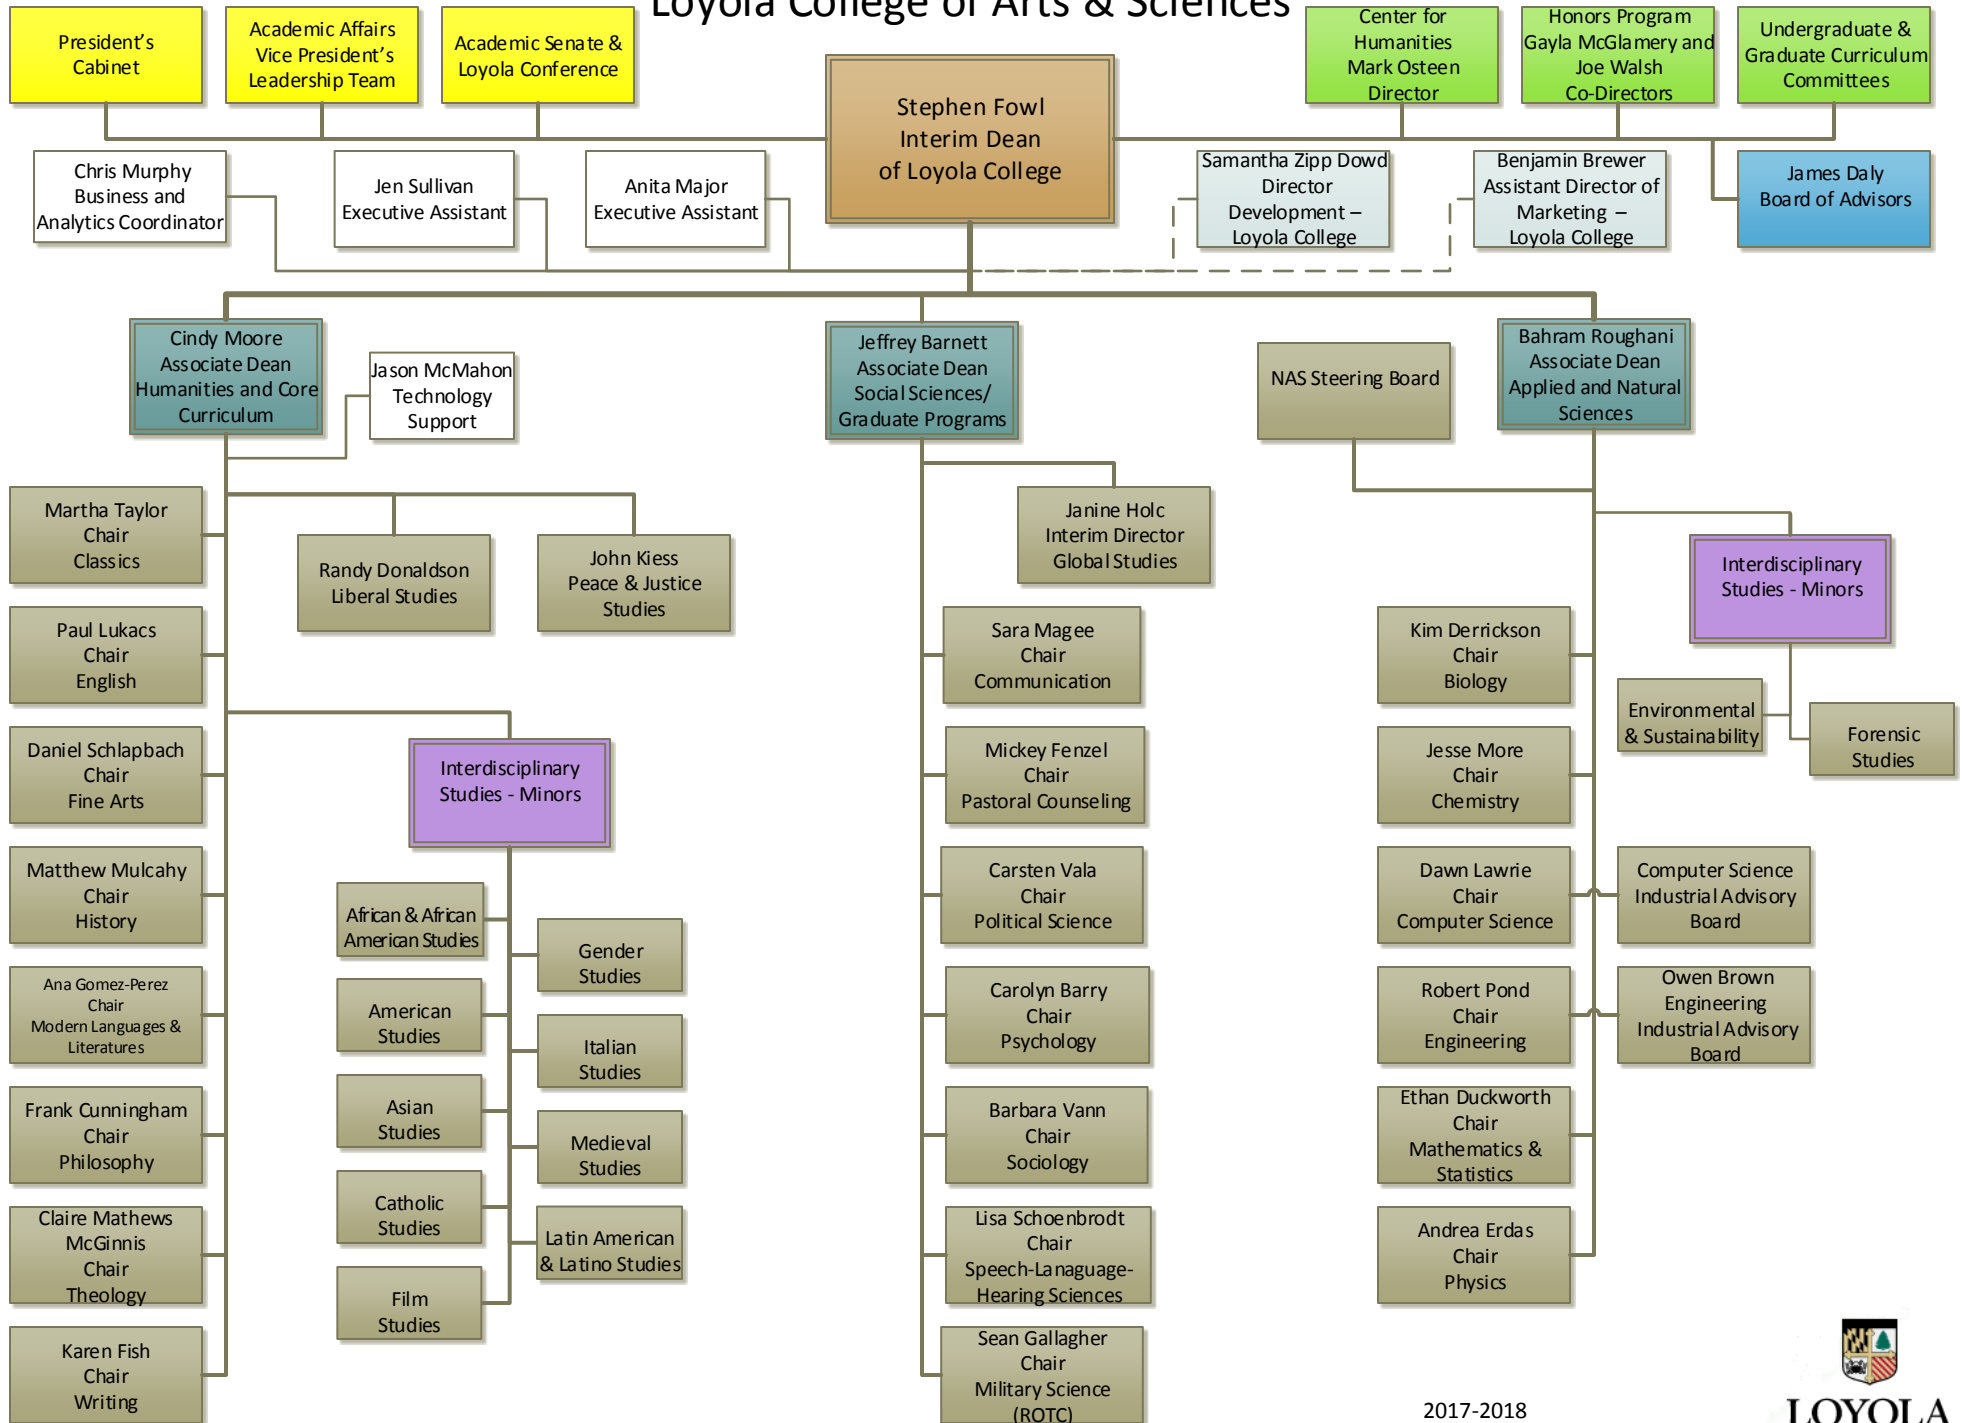 Loyola College of Arts & Sciences
President's
Cabinet
Academic Affairs
Vice President's
Leadership Team
Academic Senate &
Loyola Conference
Stephen Fowl
Interim Dean
of Loyola College
Center for
Humanities
Mark Osteen
Director
Honors Program
Gayla McGlamery and
Joe Walsh
Co-Directors
Undergraduate &
Graduate Curriculum
Committees
Chris Murphy
Business and
Analytics Coordinator
Jen Sullivan
Executive Assistant
Anita Major
Executive Assistant
Samantha Zipp Dowd
Director
Development –
Loyola College
Benjamin Brewer
Assistant Director of
Marketing –
Loyola College
James Daly
Board of Advisors
Cindy Moore
Associate Dean
Humanities and Core
Curriculum
Jason McMahon
Technology
Support
Jeffrey Barnett
Associate Dean
Social Sciences/
Graduate Programs
NAS Steering Board
Bahram Roughani
Associate Dean
Applied and Natural
Sciences
Martha Taylor
Chair
Classics
Randy Donaldson
Liberal Studies
John Kiess
Peace & Justice
Studies
Paul Lukacs
Chair
English
Daniel Schlapbach
Chair
Fine Arts
Matthew Mulcahy
Chair
History
Ana Gomez-Perez
Chair
Modern Languages &
Literatures
Frank Cunningham
Chair
Philosophy
Claire Mathews
McGinnis
Chair
Theology
Karen Fish
Chair
Writing
Interdisciplinary
Studies - Minors
African & African
American Studies
American
Studies
Asian
Studies
Catholic
Studies
Film
Studies
Gender
Studies
Italian
Studies
Medieval
Studies
Latin American
& Latino Studies
Janine Holc
Interim Director
Global Studies
Sara Magee
Chair
Communication
Mickey Fenzel
Chair
Pastoral Counseling
Carsten Vala
Chair
Political Science
Carolyn Barry
Chair
Psychology
Barbara Vann
Chair
Sociology
Lisa Schoenbrodt
Chair
Speech-Lanaguage-
Hearing Sciences
Sean Gallagher
Chair
Military Science
(ROTC)
Kim Derrickson
Chair
Biology
Jesse More
Chair
Chemistry
Dawn Lawrie
Chair
Computer Science
Robert Pond
Chair
Engineering
Ethan Duckworth
Chair
Mathematics &
Statistics
Andrea Erdas
Chair
Physics
Interdisciplinary
Studies - Minors
Environmental
& Sustainability
Forensic
Studies
Computer Science
Industrial Advisory
Board
Owen Brown
Engineering
Industrial Advisory
Board
2017-2018
LOYOLA